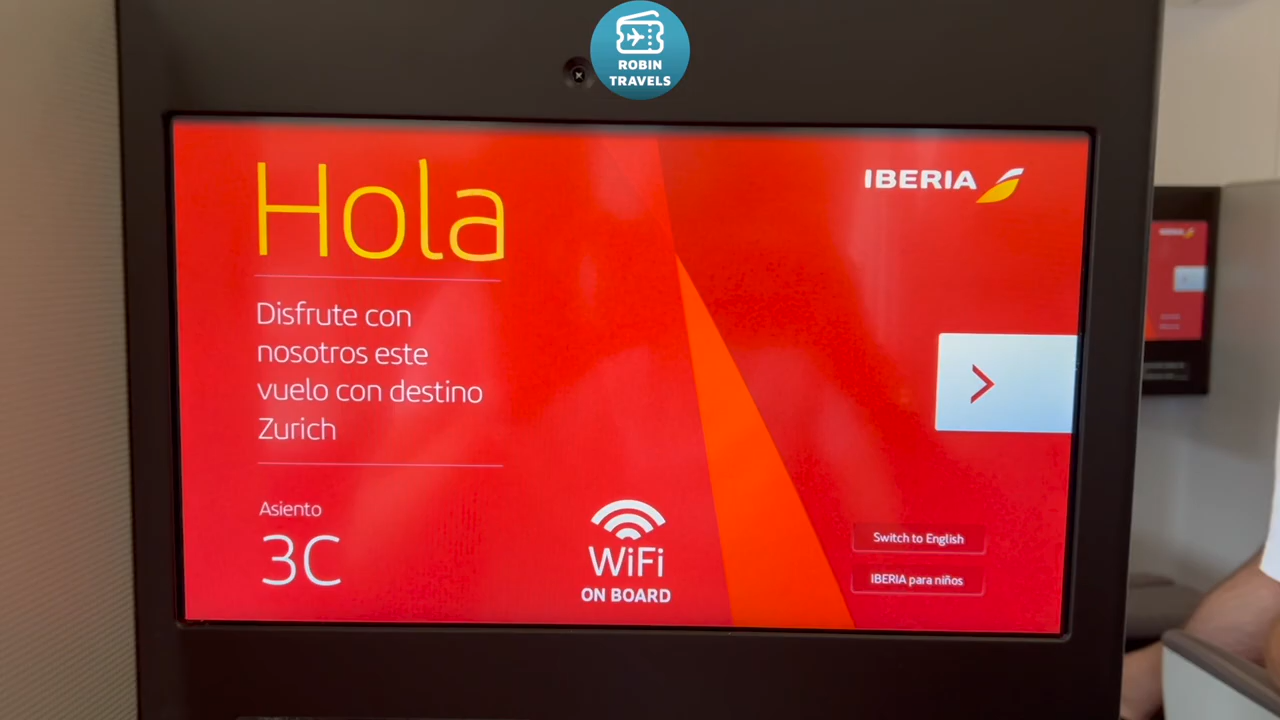 ROBIN
TRAVELS
Hola
IBERIA
Disfrute con
nosotros este
vuelo con destino
Zurich
Asiento
3C
WiFi
ON BOARD
Switch to English
IBERIA para niños
IBERIA